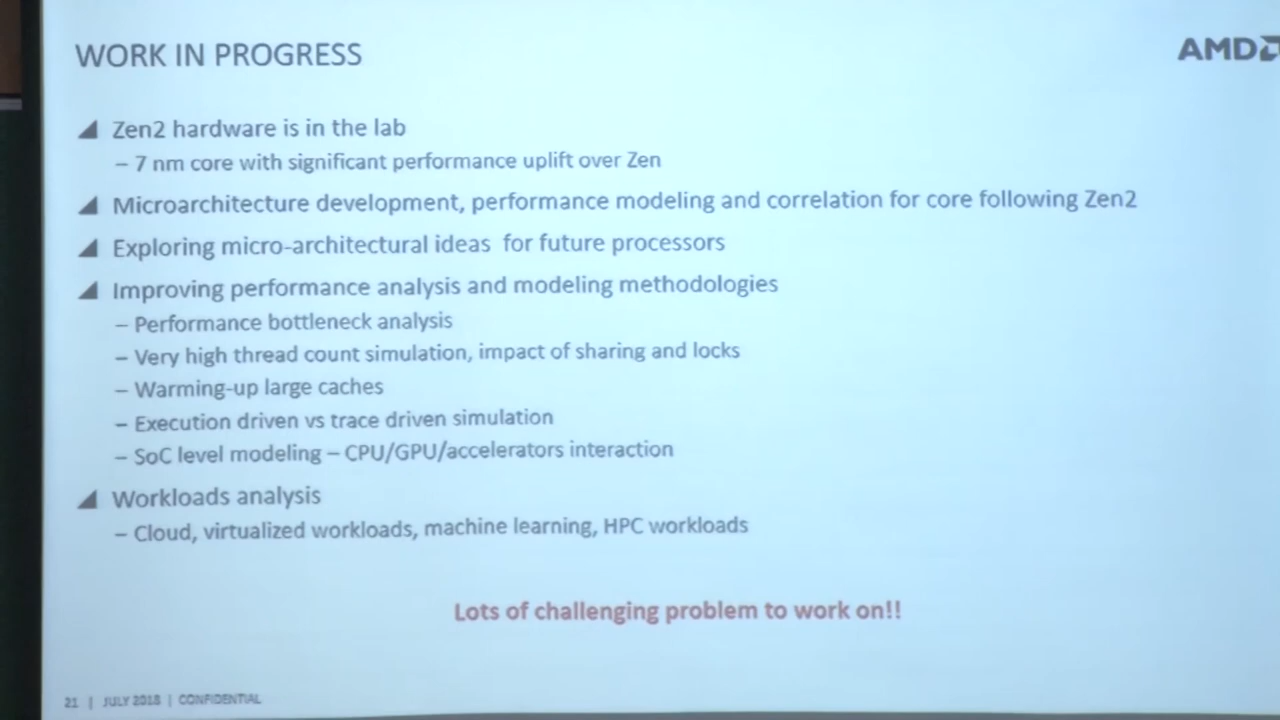 WORK IN PROGRESS
AMD
Zen2 hardware is in the lab
– 7 nm core with significant performance uplift over Zen
Microarchitecture development, performance modeling and correlation for core following Zen2
Exploring micro-architectural ideas for future processors
Improving performance analysis and modeling methodologies
– Performance bottleneck analysis
– Very high thread count simulation, impact of sharing and locks
– Warming-up large caches
– Execution driven vs trace driven simulation
– SoC level modeling – CPU/GPU/accelerators interaction
Workloads analysis
– Cloud, virtualized workloads, machine learning, HPC workloads
Lots of challenging problem to work on!!
21 | JULY 2018 | CONFIDENTIAL